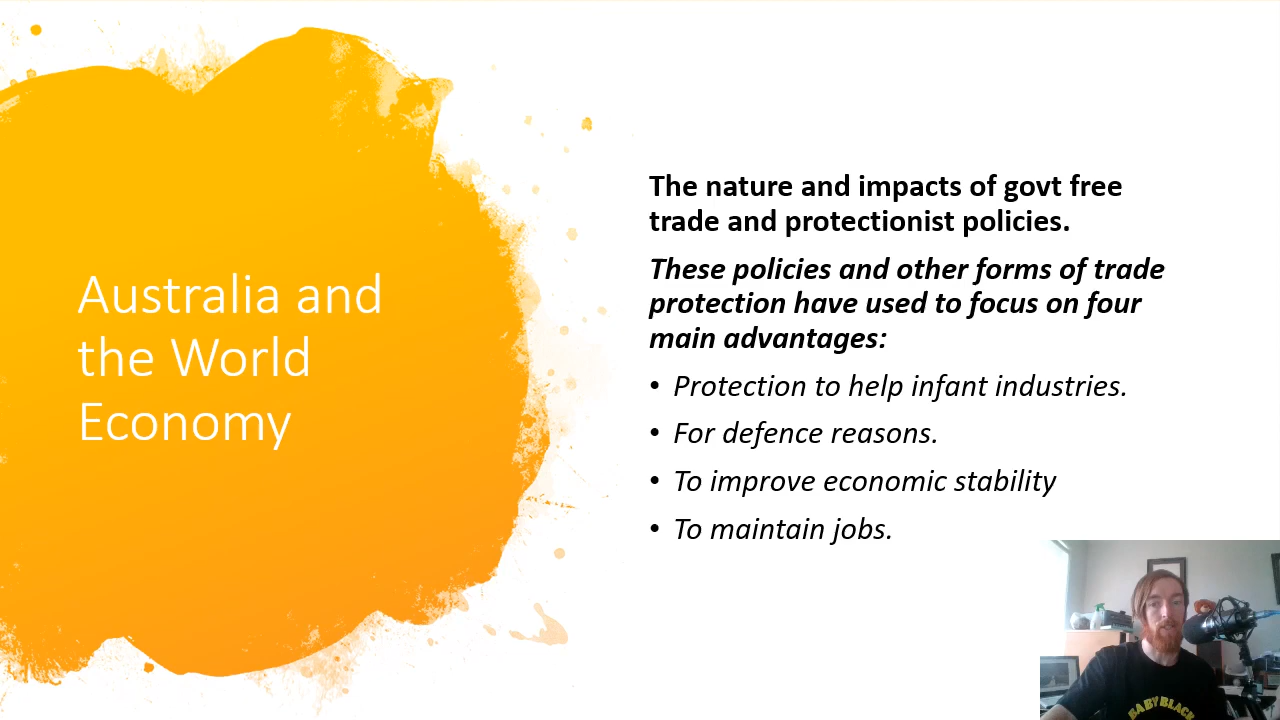 Australia and
the World
Economy
The nature and impacts of govt free
trade and protectionist policies.
These policies and other forms of trade
protection have used to focus on four
main advantages:
• Protection to help infant industries.
• For defence reasons.
• To improve economic stability
• To maintain jobs.
BABY BLACK